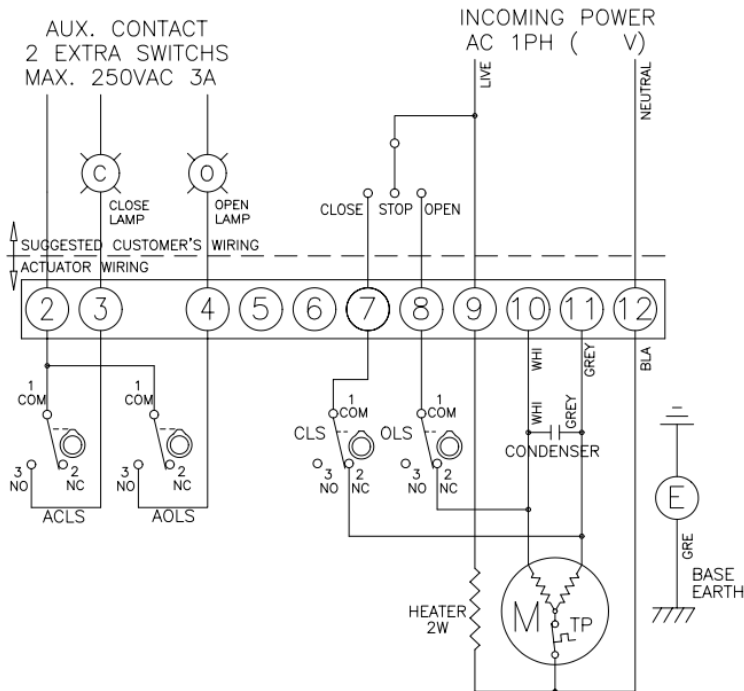 AUX. CONTACT
2 EXTRA SWITCHS
MAX. 250VAC 3A
INCOMING POWER
AC 1PH ( V)
LIVE
NEUTRAL
C
O
CLOSE
LAMP
OPEN
LAMP
CLOSE STOP OPEN
SUGGESTED CUSTOMER'S WIRING
ACTUATOR WIRING
2 3 4 5 6 7 8 9 10 11 12
WHI
GREY
BLA
1
COM
1
COM
1
COM
1
COM
WHI
GREY
CLS
OLS
CONDENSER
3
NO
2
NC
3
NO
2
NC
3
NO
2
NC
3
NO
2
NC
ACLS
AOLS
E
GRE
BASE
EARTH
HEATER
2W
M
TP